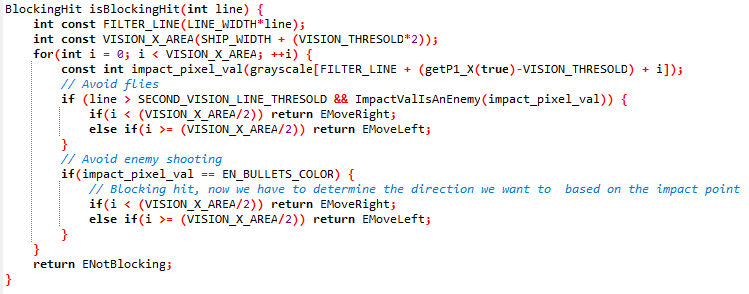 BlockingHit isBlockingHit(int line) {
int const FILTER_LINE(LINE_WIDTH*line);
int const VISION_X_AREA(SHIP_WIDTH + (VISION_THRESOLD*2));
for(int i = 0; i < VISION_X_AREA; ++i) {
const int impact_pixel_val(grayscale[FILTER_LINE + (getP1_X(true)-VISION_THRESOLD) + i]);
// Avoid flies
if (line > SECOND_VISION_LINE_THRESOLD && ImpactValIsAnEnemy(impact_pixel_val)) {
if(i < (VISION_X_AREA/2)) return EMoveRight;
else if(i >= (VISION_X_AREA/2)) return EMoveLeft;
}
// Avoid enemy shooting
if(impact_pixel_val == EN_BULLETS_COLOR) {
// Blocking hit, now we have to determine the direction we want to  based on the impact point
if(i < (VISION_X_AREA/2)) return EMoveRight;
else if(i >= (VISION_X_AREA/2)) return EMoveLeft;
}
}
return ENotBlocking;
}